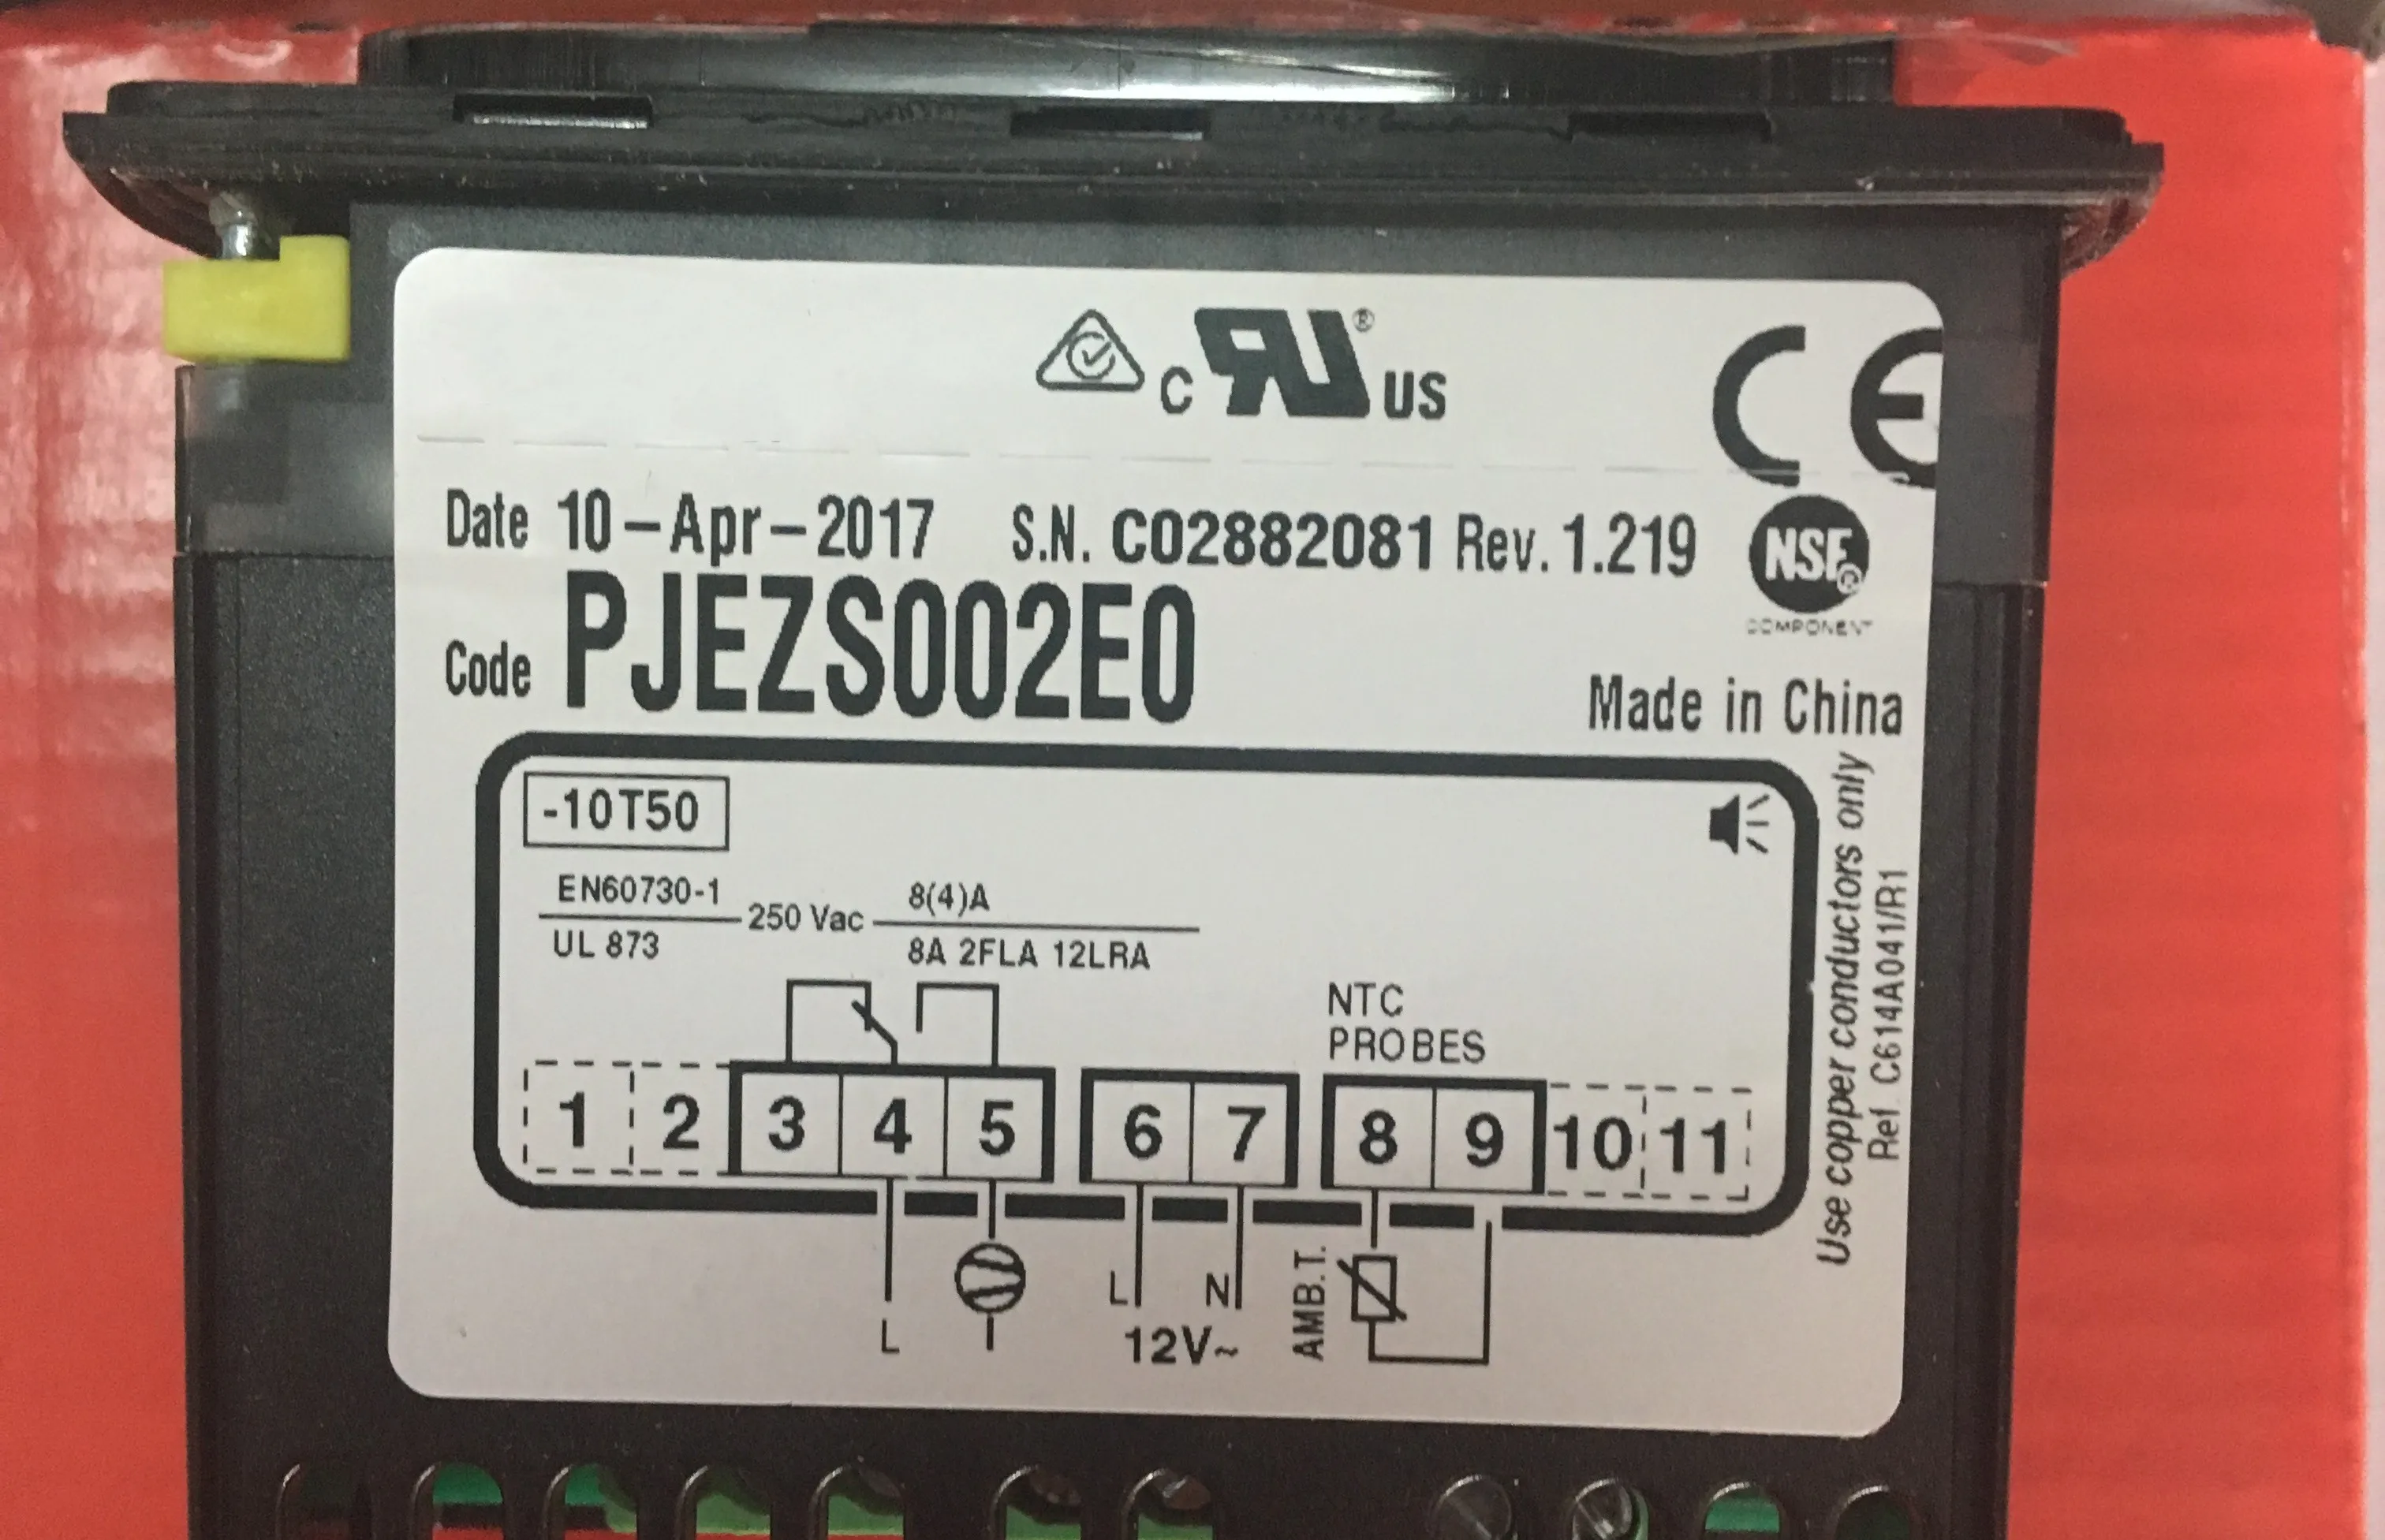 c RU® US
CE
Date 10-Apr-2017 S.N. C02882081 Rev. 1.219
NSF®
COMPONENT
Code PJEZS002E0
Made in China
-10T50
EN60730-1
UL 873
250 Vac
8(4)A
8A 2FLA 12LRA
NTC
PROBES
1 2 3 4 5 6 7 8 9 10 11
L
L N
12V~
AMB.T.
Use copper conductors only
Ref. C614A041/R1